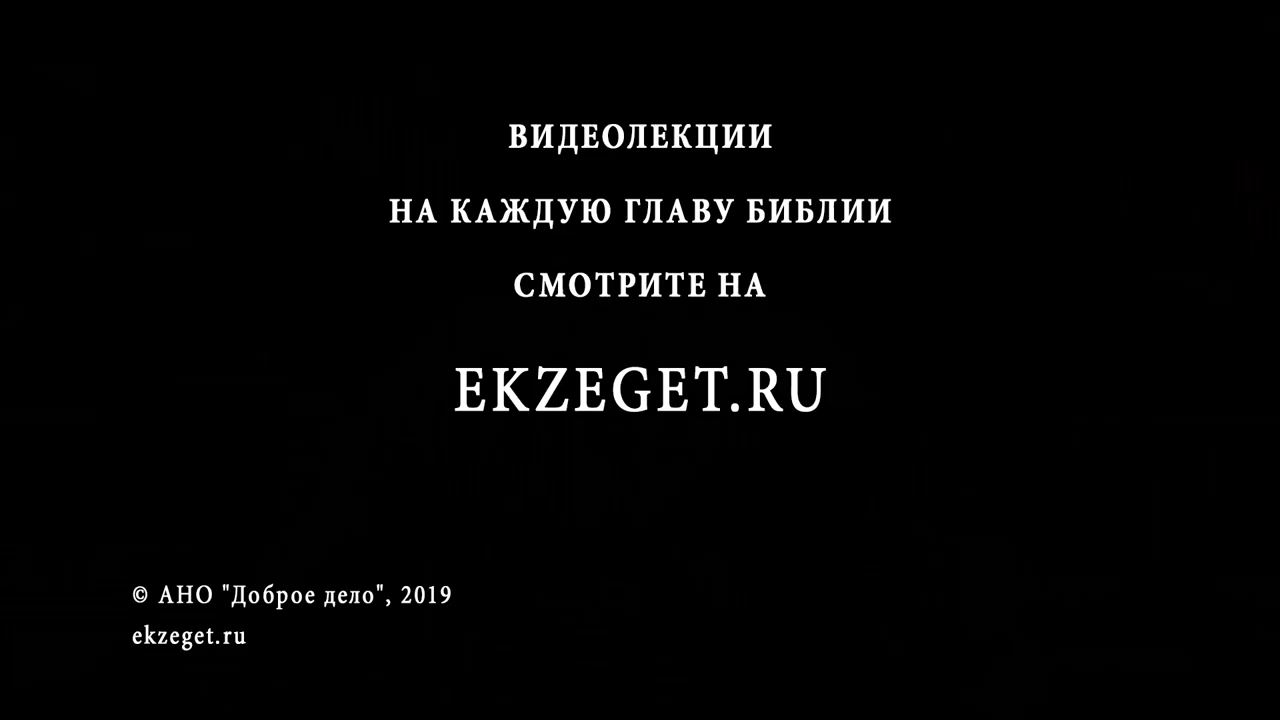 ВИДЕОЛЕКЦИИ
НА КАЖДУЮ ГЛАВУ БИБЛИИ
СМОТРИТЕ НА
EKZEGET.RU
© АНО "Доброе дело", 2019
ekzeget.ru